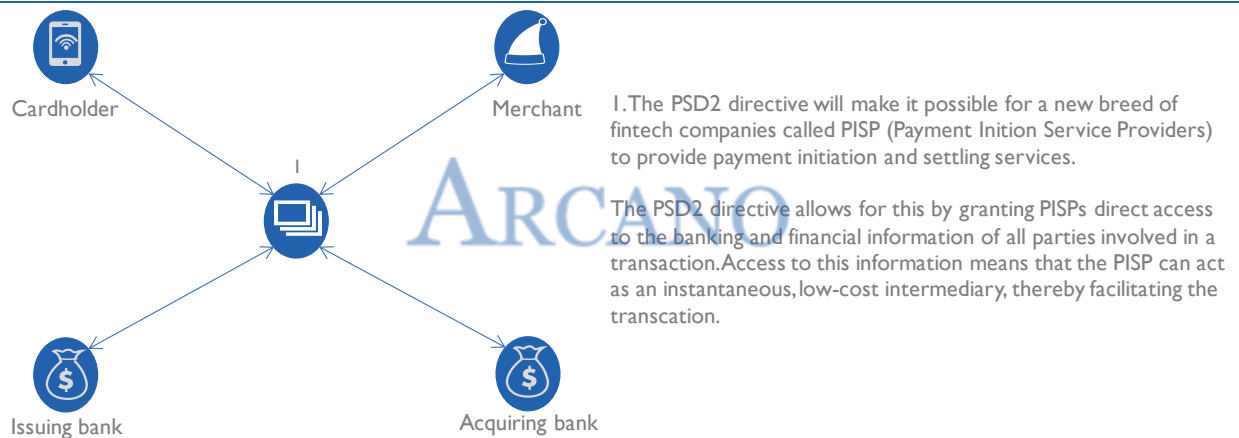 Cardholder
Merchant
1
1. The PSD2 directive will make it possible for a new breed of
fintech companies called PISP (Payment Inition Service Providers)
to provide payment initiation and settling services.
ARCANO
The PSD2 directive allows for this by granting PISPs direct access
to the banking and financial information of all parties involved in a
transaction. Access to this information means that the PISP can act
as an instantaneous, low-cost intermediary, thereby facilitating the
transcation.
$
$
Issuing bank
Acquiring bank